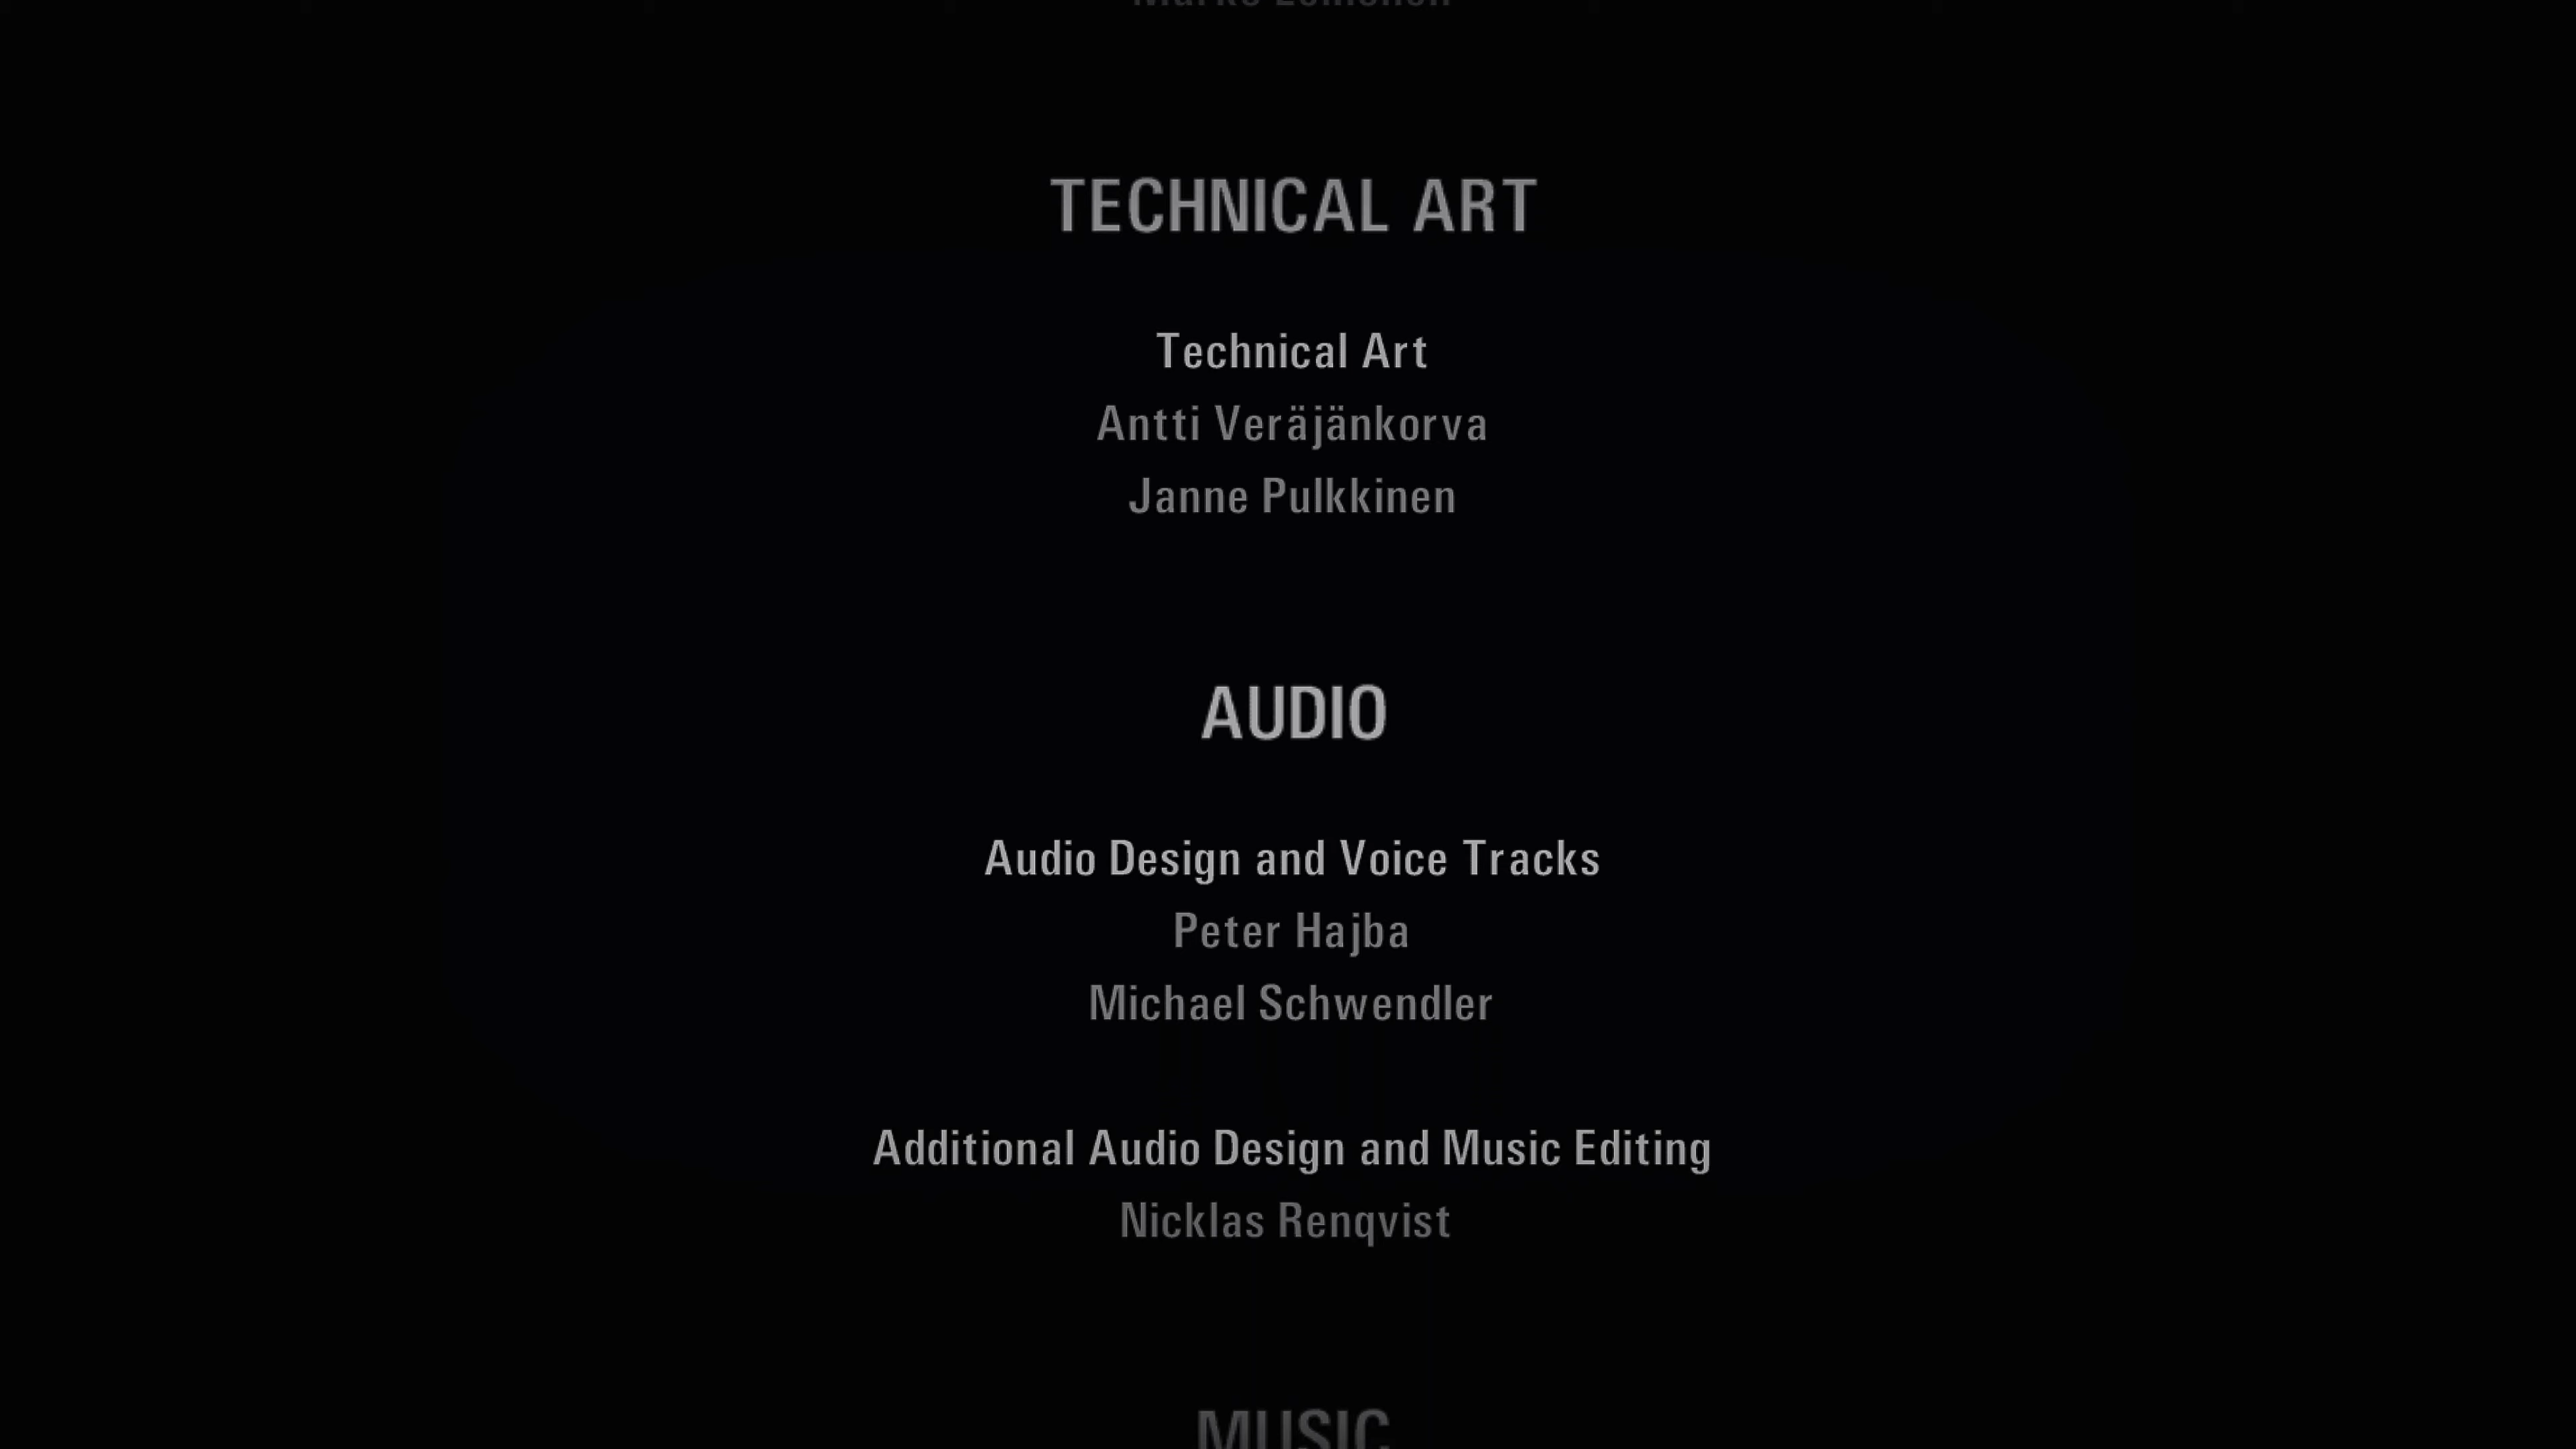 TECHNICAL ART
Technical Art
Antti Veräjänkorva
Janne Pulkkinen
AUDIO
Audio Design and Voice Tracks
Peter Hajba
Michael Schwendler
Additional Audio Design and Music Editing
Nicklas Renqvist
MUSIC